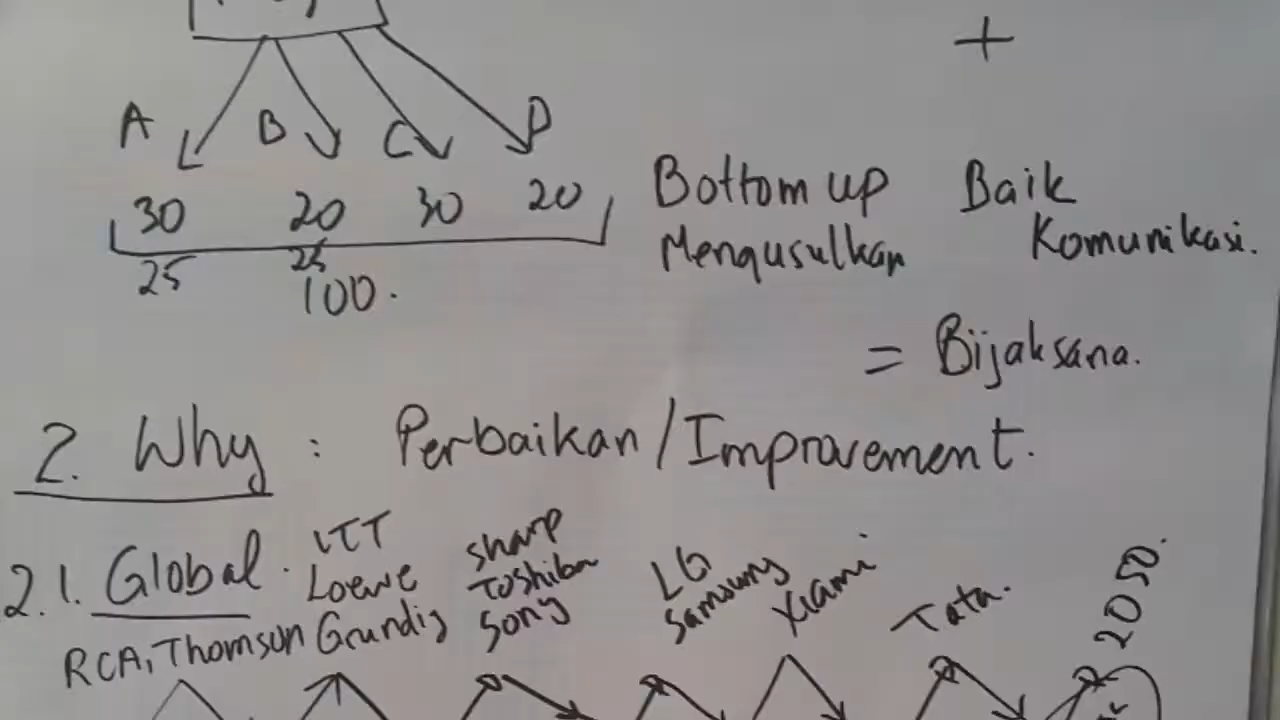 +
A B C D
30 20 30 20
25 25
100.
Bottom up Baik
Mengusulkan Komunikasi.
= Bijaksana.
2. Why : Perbaikan/Improvement.
2.1. Global.
RCA, Thomson
ITT
Loewe
Grundig
Sharp
Toshiba
Sony
LG
Samsung
Xiami
Tata.
2050.